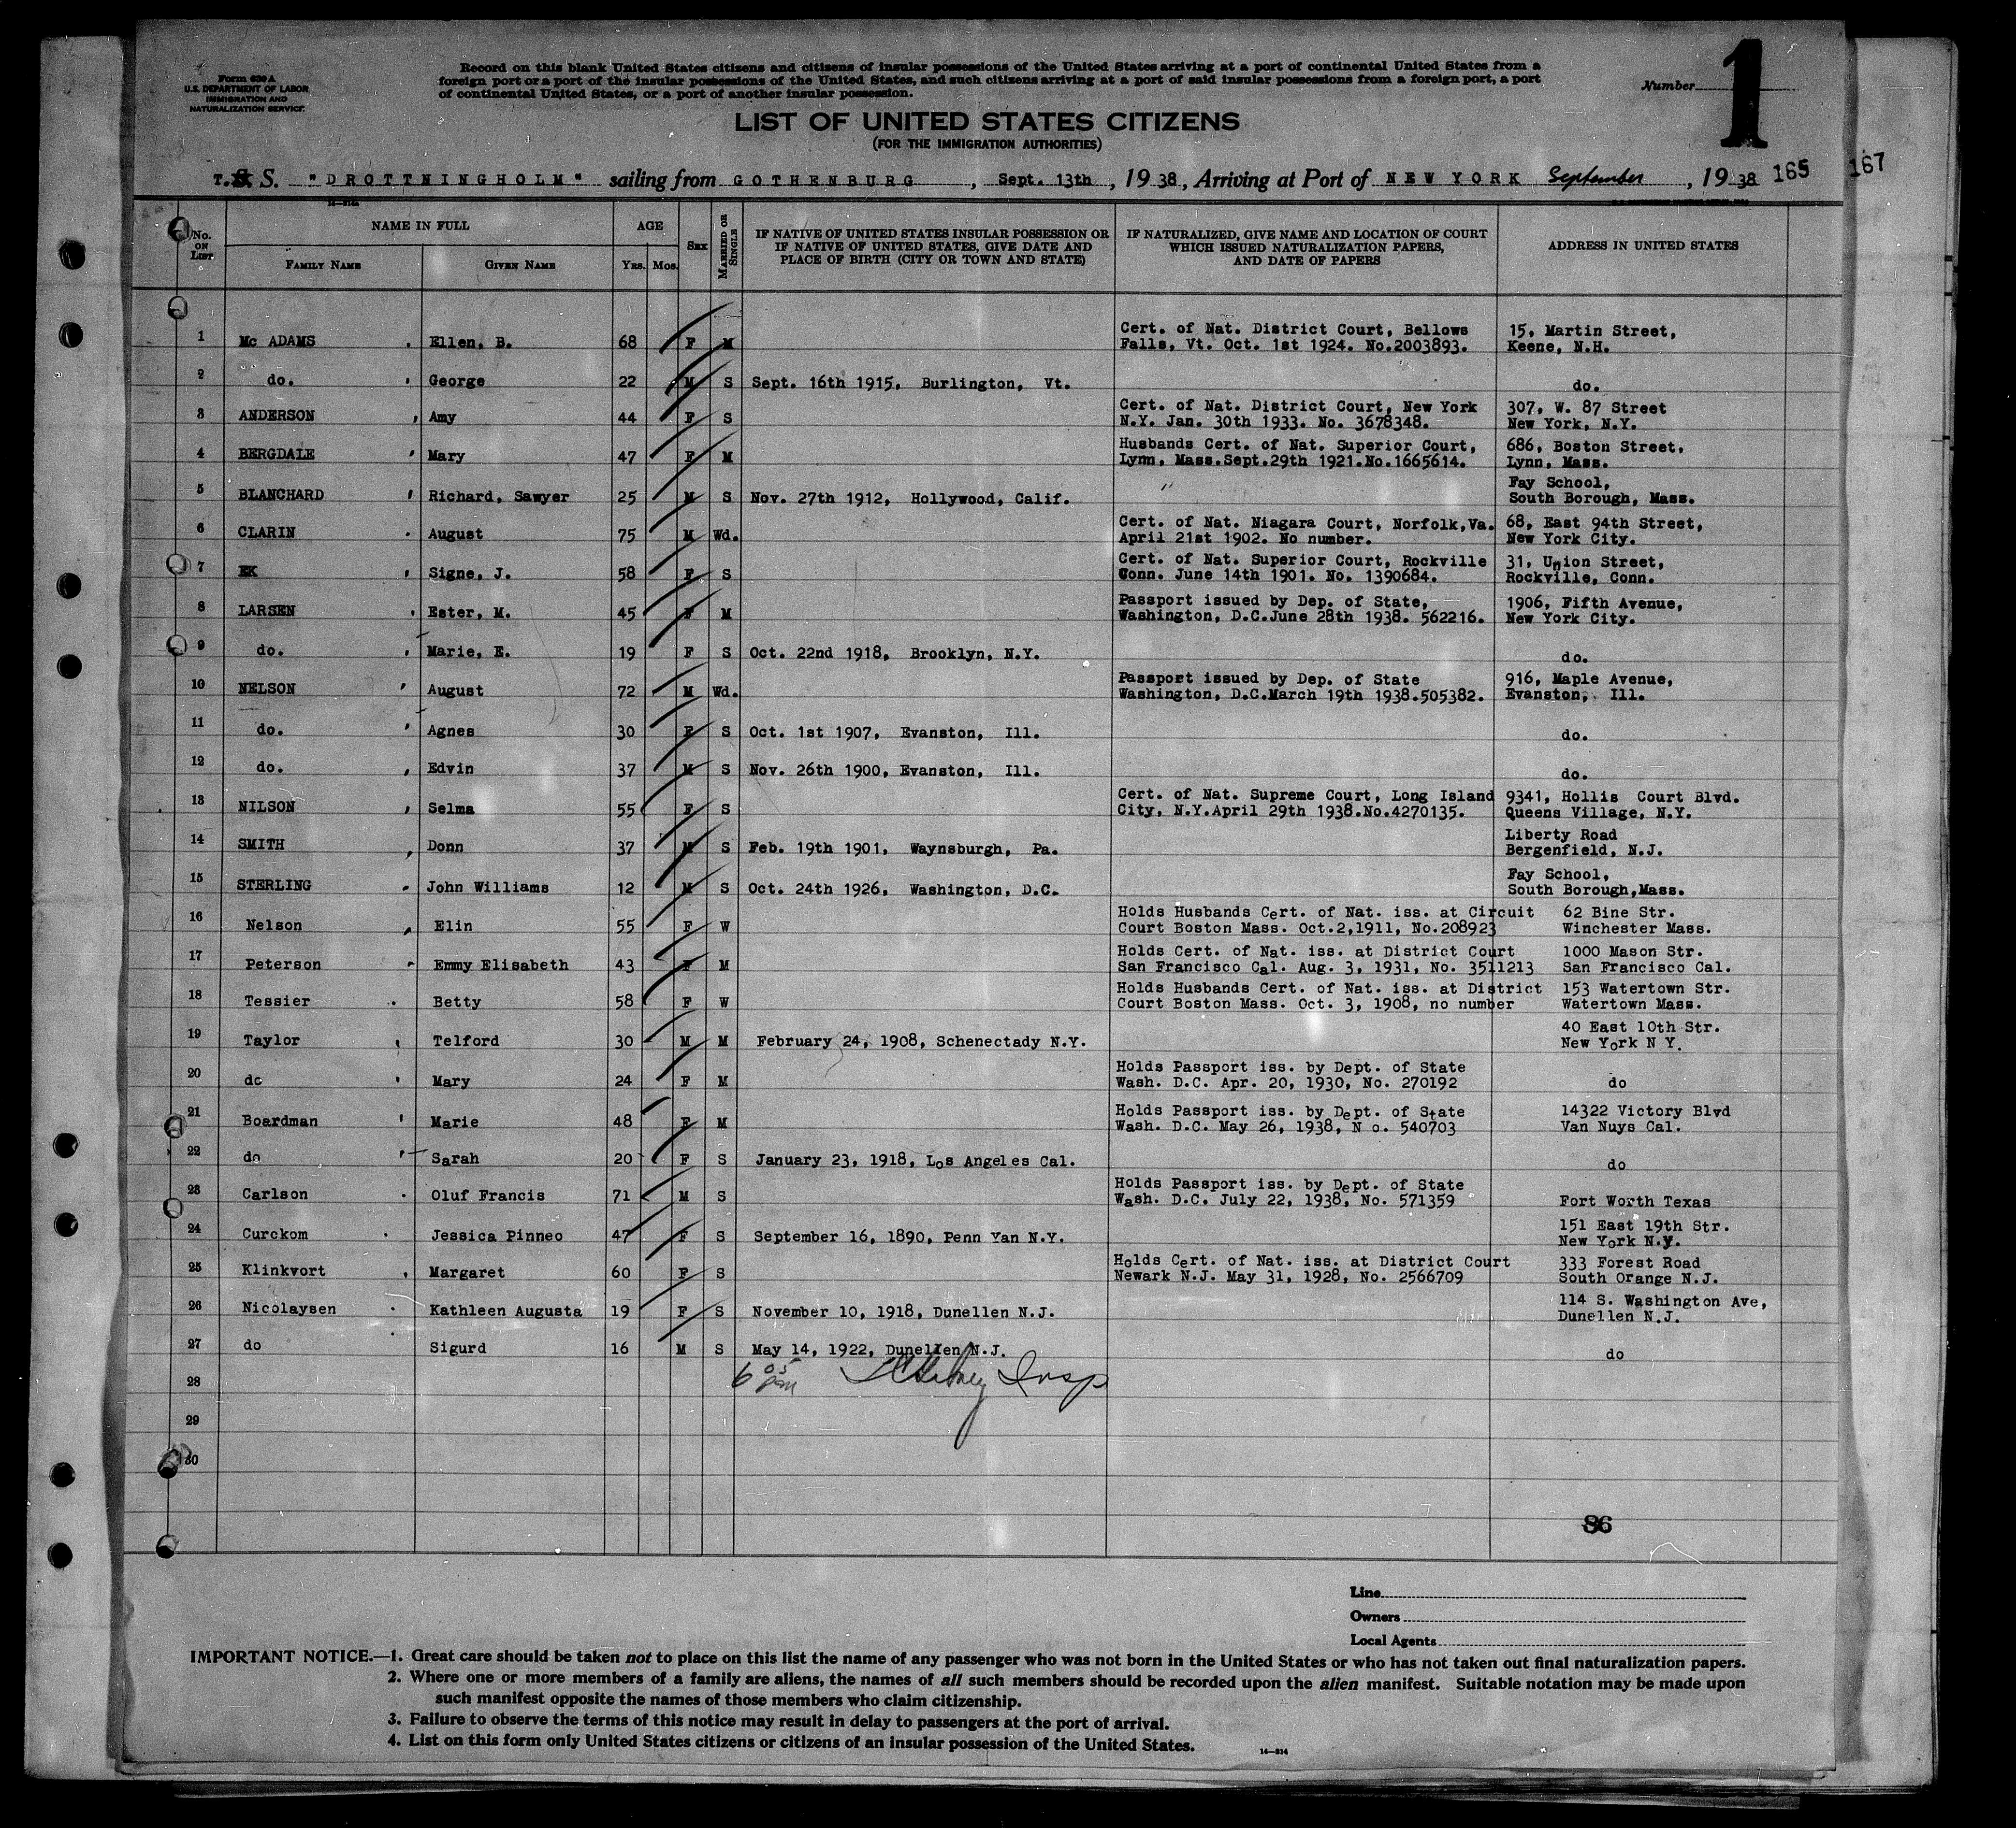 Form 630 A
U.S. DEPARTMENT OF LABOR
IMMIGRATION AND
NATURALIZATION SERVICE
Record on this blank United States citizens and citizens of insular possessions of the United States arriving at a port of continental United States from a
foreign port or a port of the insular possessions of the United States, and such citizens arriving at a port of said insular possessions from a foreign port, a port
of continental United States, or a port of another insular possession.
Number 1
LIST OF UNITED STATES CITIZENS
(FOR THE IMMIGRATION AUTHORITIES)
T. S. S. "DROTTNINGHOLM" sailing from GOTHENBURG, Sept. 13th, 1938, Arriving at Port of NEW YORK September, 1938 165 167
No. ON LIST
NAME IN FULL
FAMILY NAME GIVEN NAME
AGE
YRS. MOS.
SEX
MARRIED OR SINGLE
IF NATIVE OF UNITED STATES INSULAR POSSESSION OR
IF NATIVE OF UNITED STATES, GIVE DATE AND
PLACE OF BIRTH (CITY OR TOWN AND STATE)
IF NATURALIZED, GIVE NAME AND LOCATION OF COURT
WHICH ISSUED NATURALIZATION PAPERS,
AND DATE OF PAPERS
ADDRESS IN UNITED STATES
Cert. of Nat. District Court, Bellows 15, Martin Street,
1 Mc ADAMS Ellen, B. 68 F M Falls, Vt. Oct. 1st 1924. No.2003893. Keene, N.H.
2 do. George 22 M S Sept. 16th 1915, Burlington, Vt. do.
Cert. of Nat. District Court, New York 307, W. 87 Street
3 ANDERSON Amy 44 F S N.Y. Jan. 30th 1933. No. 3678348. New York, N.Y.
Husbands Cert. of Nat. Superior Court, 686, Boston Street,
4 BERGDALE Mary 47 F M Lynn, Mass.Sept.29th 1921.No.1665614. Lynn, Mass.
Fay School,
5 BLANCHARD Richard, Sawyer 25 M S Nov. 27th 1912, Hollywood, Calif. South Borough, Mass.
Cert. of Nat. Niagara Court, Norfolk,Va. 68, East 94th Street,
6 CLARIN August 75 M Wd. April 21st 1902. No number. New York City.
Cert. of Nat. Superior Court, Rockville 31, Union Street,
7 EK Signe, J. 58 F S Conn. June 14th 1901. No. 1390684. Rockville, Conn.
Passport issued by Dep. of State, 1906, Fifth Avenue,
8 LARSEN Ester, M. 45 F M Washington, D.C.June 28th 1938. 562216. New York City.
9 do. Marie, E. 19 F S Oct. 22nd 1918, Brooklyn, N.Y. do.
Passport issued by Dep. of State 916, Maple Avenue,
10 NELSON August 72 M Wd. Washington, D.C.March 19th 1938.505382. Evanston, Ill.
11 do. Agnes 30 F S Oct. 1st 1907, Evanston, Ill. do.
12 do. Edvin 37 M S Nov. 26th 1900, Evanston, Ill. do.
Cert. of Nat. Supreme Court, Long Island 9341, Hollis Court Blvd.
13 NILSON Selma 55 F S City, N.Y.April 29th 1938.No.4270135. Queens Village, N.Y.
Liberty Road
14 SMITH Donn 37 M S Feb. 19th 1901, Waynsburgh, Pa. Bergenfield, N.J.
Fay School,
15 STERLING John Williams 12 M S Oct. 24th 1926, Washington, D.C. South Borough,Mass.
Holds Husbands Cert. of Nat. iss. at Circuit 62 Bine Str.
16 Nelson Elin 55 F W Court Boston Mass. Oct.2,1911, No.208923 Winchester Mass.
Holds Cert. of Nat. iss. at District Court 1000 Mason Str.
17 Peterson Emmy Elisabeth 43 F M San Francisco Cal. Aug. 3, 1931, No. 3511213 San Francisco Cal.
Holds Husbands Cert. of Nat. iss. at District 153 Watertown Str.
18 Tessier Betty 58 F W Court Boston Mass. Oct. 3, 1908, no number Watertown Mass.
40 East 10th Str.
19 Taylor Telford 30 M M February 24, 1908, Schenectady N.Y. New York N Y.
Holds Passport iss. by Dept. of State
20 do Mary 24 F M Wash. D.C. Apr. 20, 1930, No. 270192 do
Holds Passport iss. by Dept. of State 14322 Victory Blvd
21 Boardman Marie 48 F M Wash. D.C. May 26, 1938, N o. 540703 Van Nuys Cal.
22 do Sarah 20 F S January 23, 1918, Los Angeles Cal. do
Holds Passport iss. by Dept. of State
23 Carlson Oluf Francis 71 M S Wash. D.C. July 22, 1938, No. 571359 Fort Worth Texas
151 East 19th Str.
24 Curckom Jessica Pinneo 47 F S September 16, 1890, Penn Yan N.Y. New York N.Y.
Holds Cert. of Nat. iss. at District Court 333 Forest Road
25 Klinkvort Margaret 60 F S Newark N.J. May 31, 1928, No. 2566709 South Orange N.J.
114 S. Washington Ave,
26 Nicolaysen Kathleen Augusta 19 F S November 10, 1918, Dunellen N.J. Dunellen N.J.
27 do Sigurd 16 M S May 14, 1922, Dunellen N.J. do
28 6 05 pm Insp
29
30
86
Line
Owners
Local Agents
IMPORTANT NOTICE.—1. Great care should be taken not to place on this list the name of any passenger who was not born in the United States or who has not taken out final naturalization papers.
2. Where one or more members of a family are aliens, the names of all such members should be recorded upon the alien manifest. Suitable notation may be made upon
such manifest opposite the names of those members who claim citizenship.
3. Failure to observe the terms of this notice may result in delay to passengers at the port of arrival.
4. List on this form only United States citizens or citizens of an insular possession of the United States.
14—814